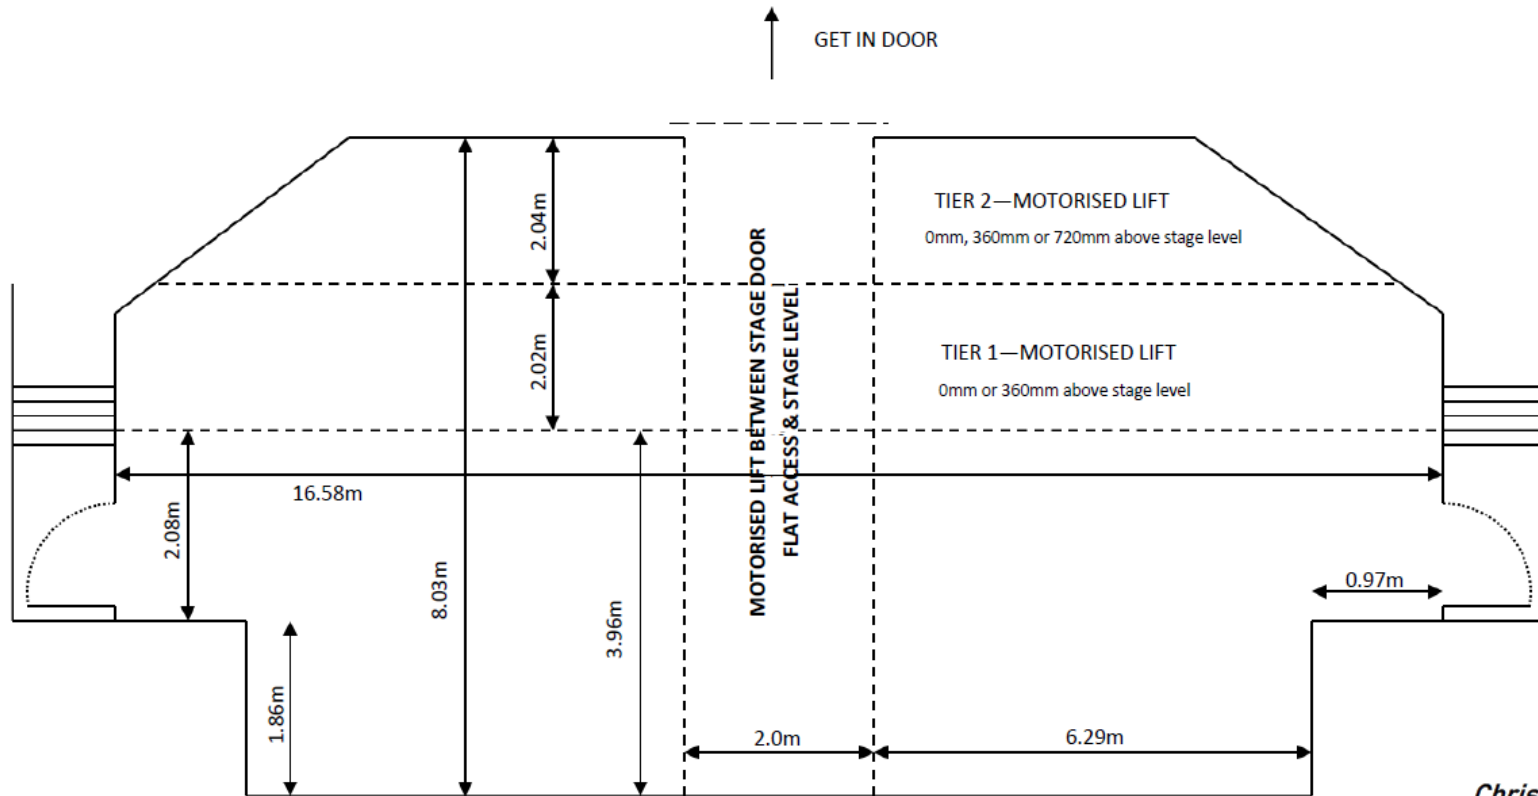 GET IN DOOR
TIER 2—MOTORISED LIFT
0mm, 360mm or 720mm above stage level
2.04m
MOTORISED LIFT BETWEEN STAGE DOOR
FLAT ACCESS & STAGE LEVEL
2.02m
TIER 1—MOTORISED LIFT
0mm or 360mm above stage level
16.58m
2.08m
8.03m
3.96m
0.97m
1.86m
2.0m
6.29m
Chris